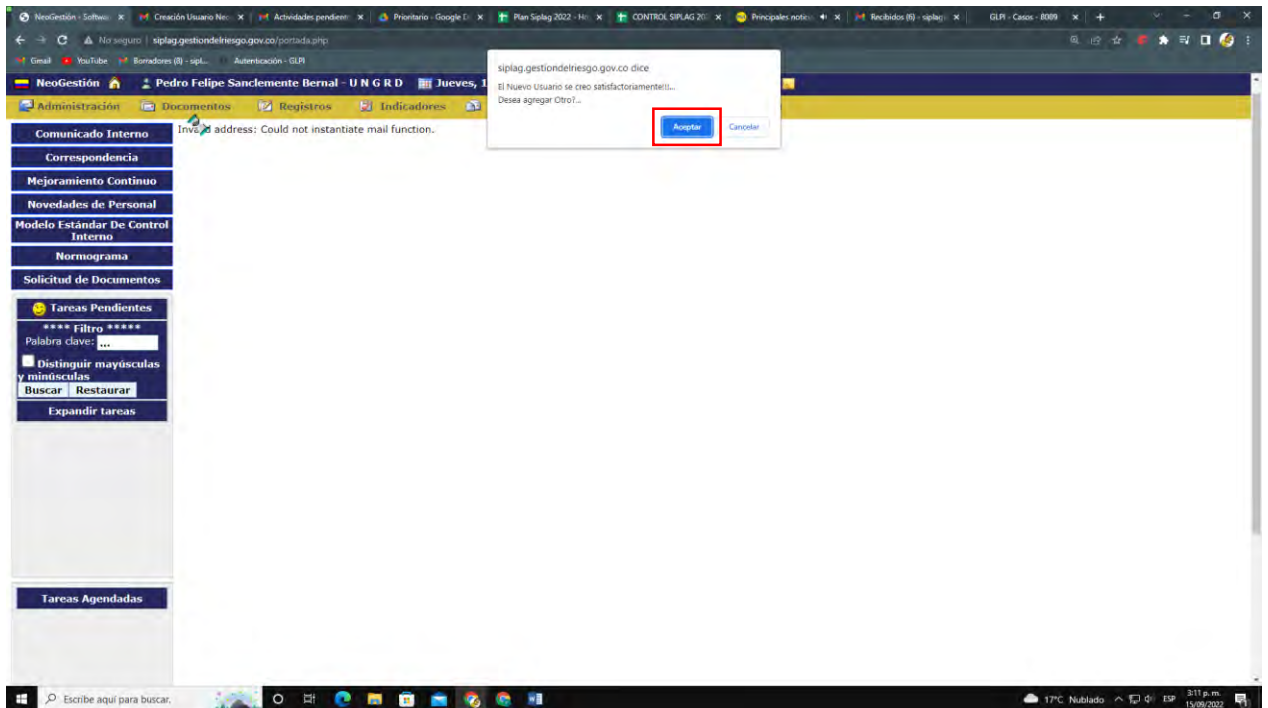 NeoGestión - Softwa
Creación Usuario Neo
Actividades pendient
Prioritario - Google D
Plan Siplag 2022 - H
CONTROL SIPLAG 20
Principales notic
Recibidos (6) - siplag
GLPI - Casos - 8009
No seguro | siplag.gestiondelriesgo.gov.co/portada.php
Gmail
YouTube
Borradores (8) - sipl...
Autenticación - GLPI
siplag.gestiondelriesgo.gov.co dice
El Nuevo Usuario se creo satisfactoriamente!!!...
Desea agregar Otro?...
Aceptar
Cancelar
NeoGestión
Pedro Felipe Sanclemente Bernal - U N G R D
Jueves, 1
Administración
Documentos
Registros
Indicadores
Comunicado Interno
address: Could not instantiate mail function.
Correspondencia
Mejoramiento Continuo
Novedades de Personal
Modelo Estándar De Control
Interno
Normograma
Solicitud de Documentos
Tareas Pendientes
**** Filtro *****
Palabra clave: ...
Distinguir mayúsculas
y minúsculas
Buscar
Restaurar
Expandir tareas
Tareas Agendadas
Escribe aquí para buscar.
17°C Nublado
ESP
3:11 p. m.
15/09/2022